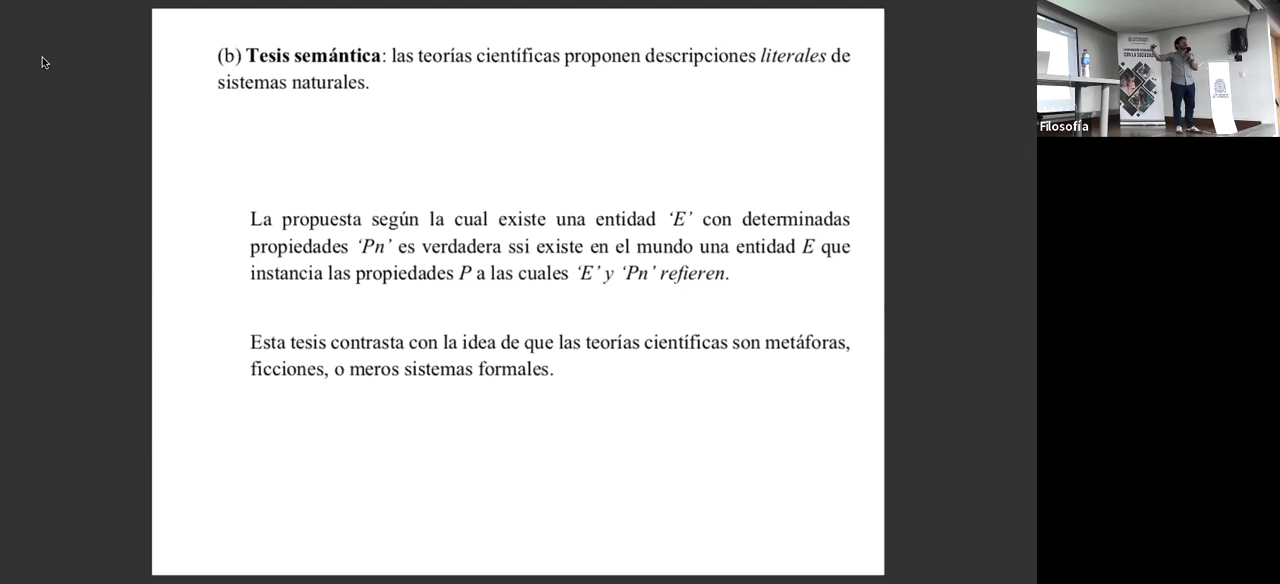 (b) Tesis semántica: las teorías científicas proponen descripciones literales de
sistemas naturales.
La propuesta según la cual existe una entidad ‘E’ con determinadas
propiedades ‘Pn’ es verdadera ssi existe en el mundo una entidad E que
instancia las propiedades P a las cuales ‘E’ y ‘Pn’ refieren.
Esta tesis contrasta con la idea de que las teorías científicas son metáforas,
ficciones, o meros sistemas formales.
Filosofía